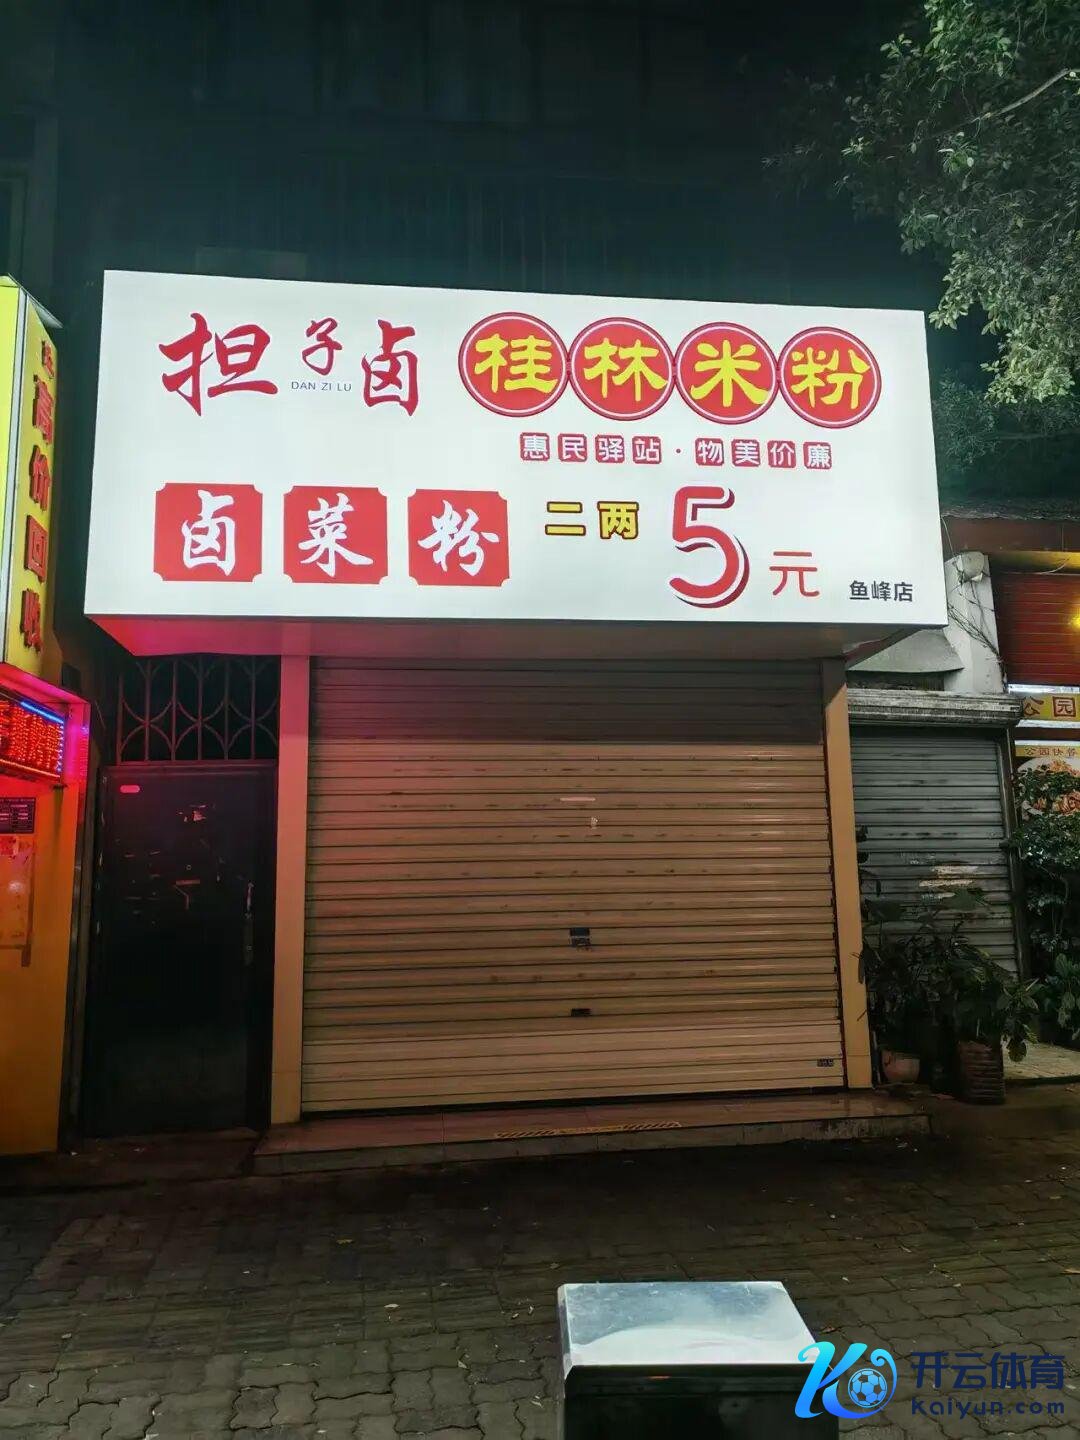 担子卤
DAN ZI LU
桂林米粉
惠民驿站·物美价廉
卤菜粉
二两
5元
鱼峰店
高价回收
公园
开云体育
Kaiyun.com